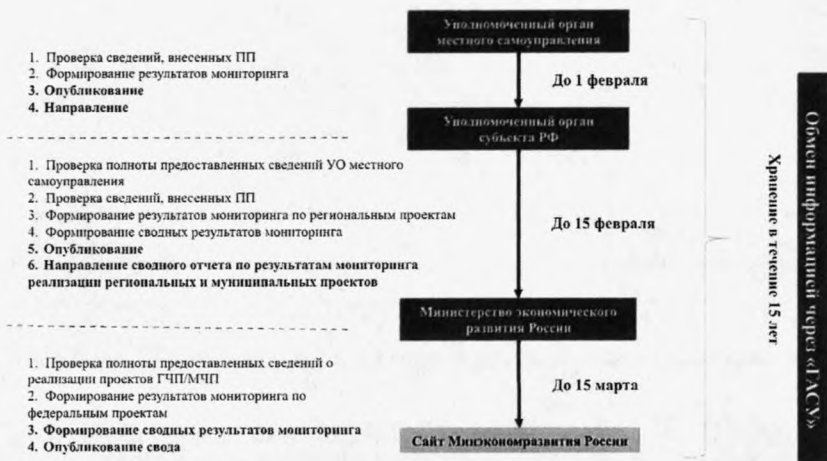 Уполномоченный орган
местного самоуправления
1. Проверка сведений, внесенных ПП
2. Формирование результатов мониторинга
3. Опубликование
4. Направление
До 1 февраля
Уполномоченный орган
субъекта РФ
1. Проверка полноты предоставленных сведений УО местного
самоуправления
2. Проверка сведений, внесенных ПП
3. Формирование результатов мониторинга по региональным проектам
4. Формирование сводных результатов мониторинга
5. Опубликование
6. Направление сводного отчета по результатам мониторинга
реализации региональных и муниципальных проектов
До 15 февраля
Министерство экономического
развития России
1. Проверка полноты предоставленных сведений о
реализации проектов ГЧП/МЧП
2. Формирование результатов мониторинга по
федеральным проектам
3. Формирование сводных результатов мониторинга
4. Опубликование свода
До 15 марта
Сайт Минэкономразвития России
Хранение в течение 15 лет
Обмен информацией через «ГАСУ»